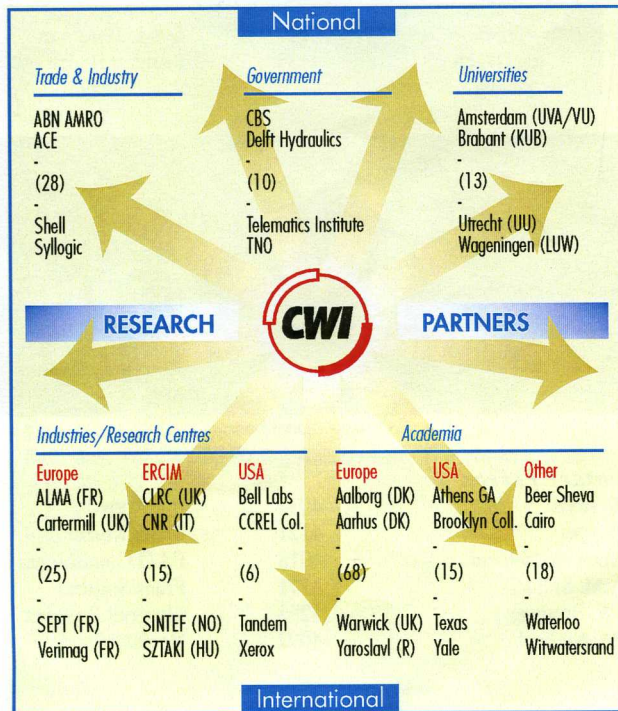 National
Trade & Industry
ABN AMRO
ACE
-
(28)
-
Shell
Syllogic
Government
CBS
Delft Hydraulics
-
(10)
-
Telematics Institute
TNO
Universities
Amsterdam (UVA/VU)
Brabant (KUB)
-
(13)
-
Utrecht (UU)
Wageningen (LUW)
RESEARCH CWI PARTNERS
Industries/Research Centres
Europe
ALMA (FR)
Cartermill (UK)
-
(25)
-
SEPT (FR)
Verimag (FR)
ERCIM
CLRC (UK)
CNR (IT)
-
(15)
-
SINTEF (NO)
SZTAKI (HU)
USA
Bell Labs
CCREL Col.
-
(6)
-
Tandem
Xerox
Academia
Europe
Aalborg (DK)
Aarhus (DK)
-
(68)
-
Warwick (UK)
Yaroslavl (R)
USA
Athens GA
Brooklyn Coll.
-
(15)
-
Texas
Yale
Other
Beer Sheva
Cairo
-
(18)
-
Waterloo
Witwatersrand
International